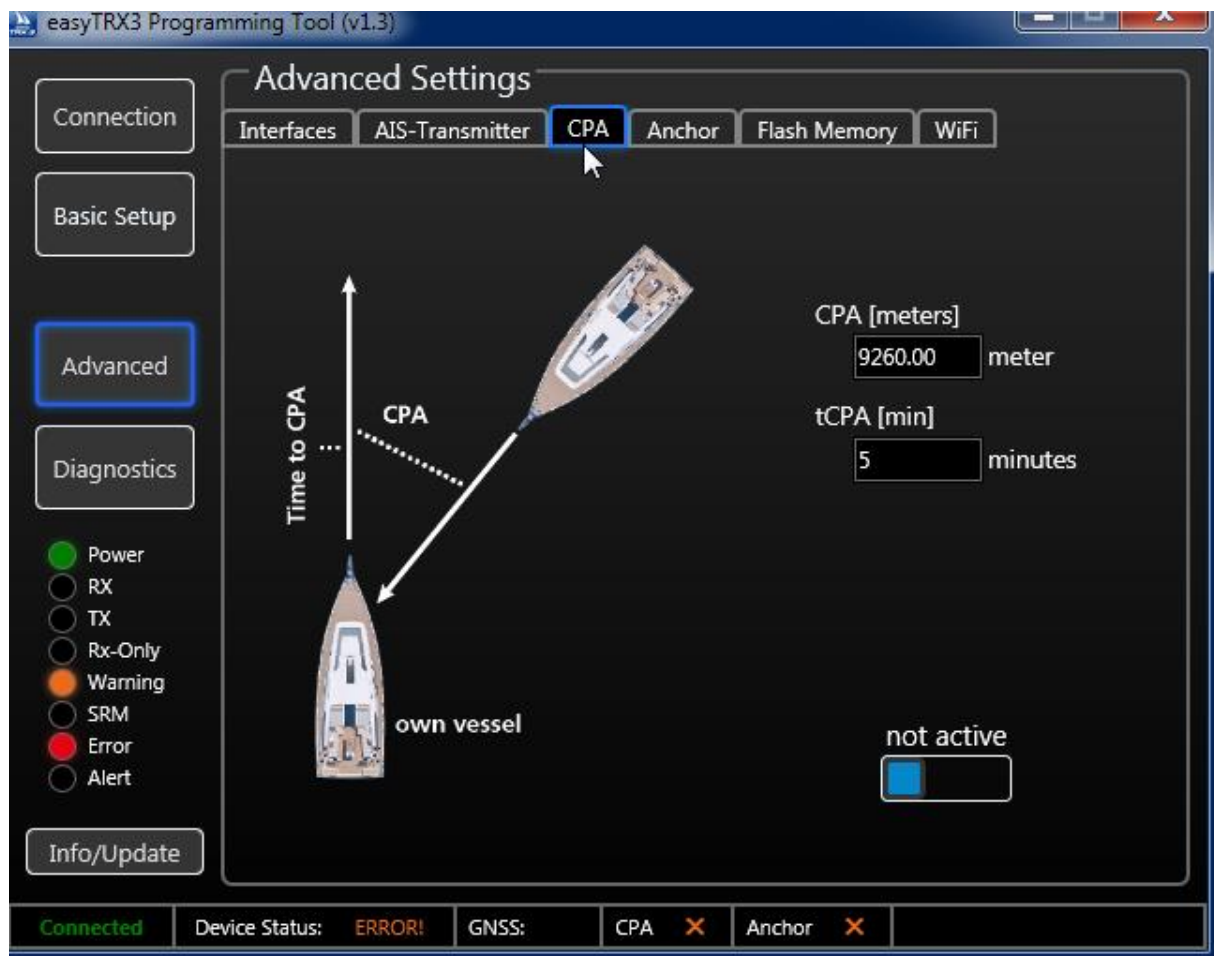 easyTRX3 Programming Tool (v1.3)
Advanced Settings
Connection
Interfaces AIS-Transmitter CPA Anchor Flash Memory WiFi
Basic Setup
Advanced
Diagnostics
Time to CPA
CPA
CPA [meters]
9260.00 meter
tCPA [min]
5 minutes
Power
RX
TX
Rx-Only
Warning
SRM
Error
Alert
own vessel
not active
Info/Update
Connected Device Status: ERROR! GNSS: CPA ✕ Anchor ✕